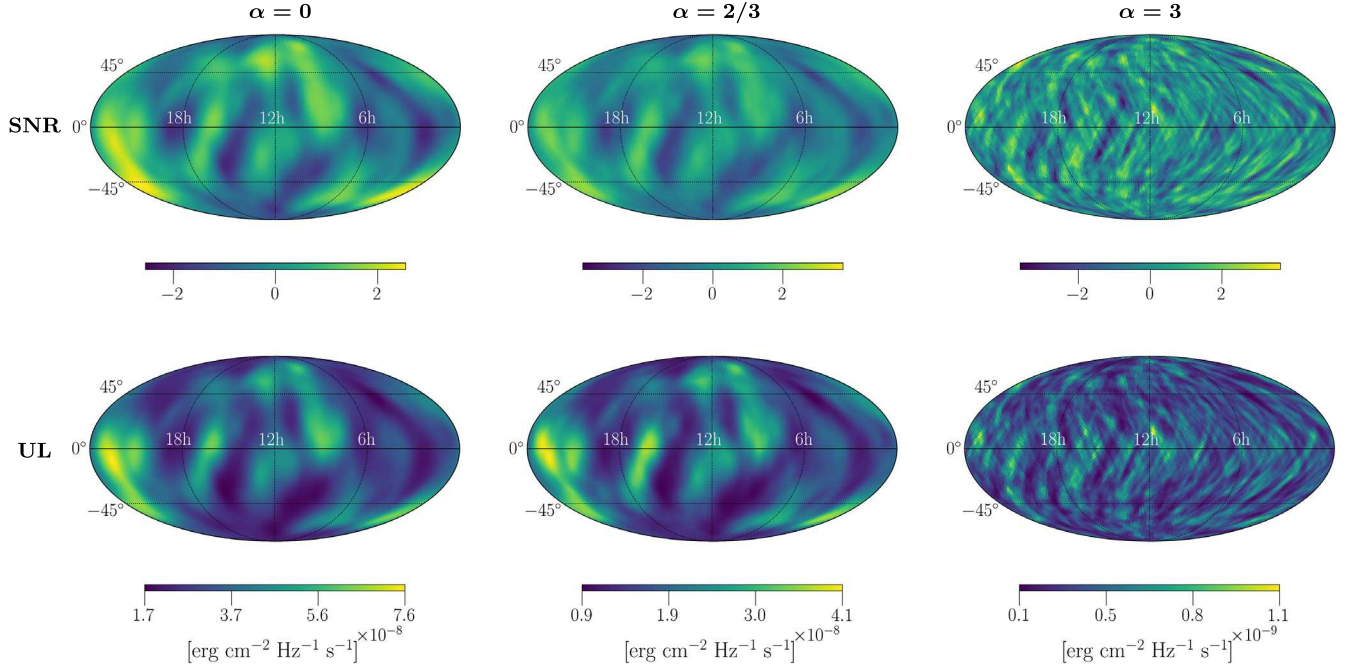 α = 0 α = 2/3 α = 3
SNR
45° 45° 45°
0° 18h 12h 6h 0° 18h 12h 6h 0° 18h 12h 6h
−45° −45° −45°
−2 0 2 −2 0 2 −2 0 2
UL
45° 45° 45°
0° 18h 12h 6h 0° 18h 12h 6h 0° 18h 12h 6h
−45° −45° −45°
1.7 3.7 5.6 7.6 0.9 1.9 3.0 4.1 0.1 0.5 0.8 1.1
[erg cm⁻² Hz⁻¹ s⁻¹] ×10⁻⁸ [erg cm⁻² Hz⁻¹ s⁻¹] ×10⁻⁸ [erg cm⁻² Hz⁻¹ s⁻¹] ×10⁻⁹